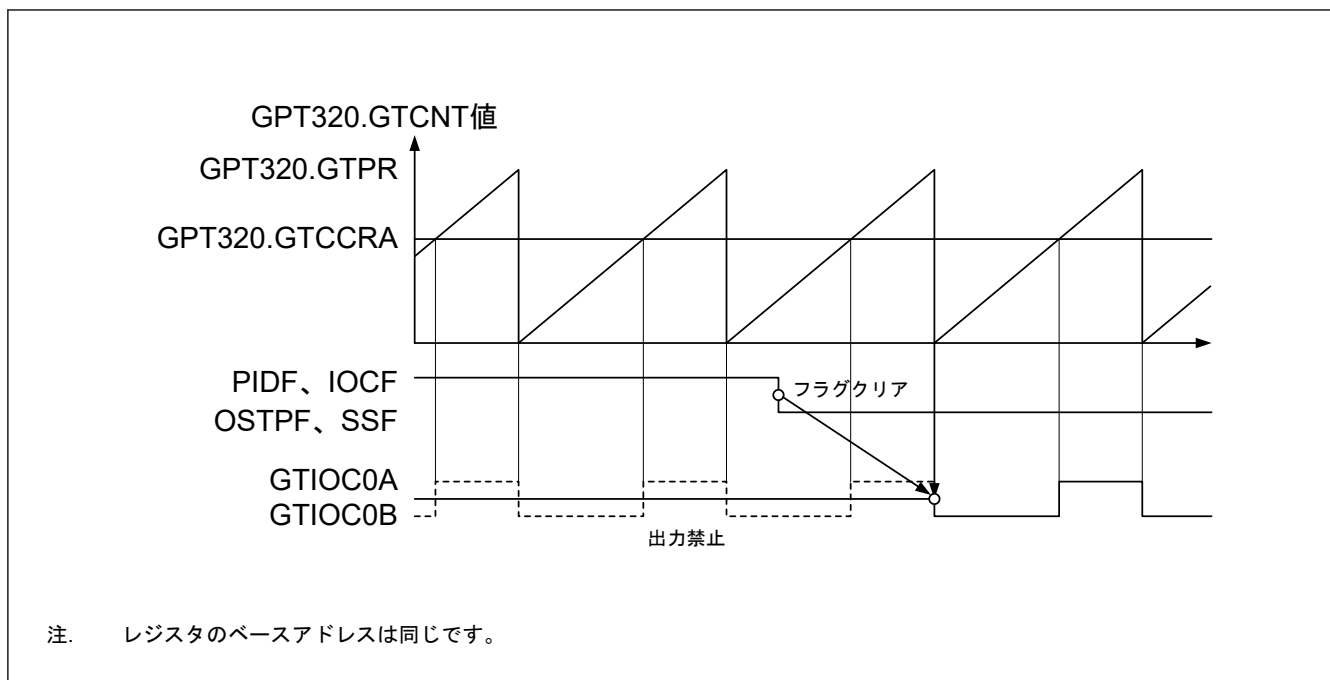 GPT320.GTCNT値
GPT320.GTPR
GPT320.GTCCRA
PIDF、IOCF
フラグクリア
OSTPF、SSF
GTIOC0A
GTIOC0B
出力禁止
注. レジスタのベースアドレスは同じです。